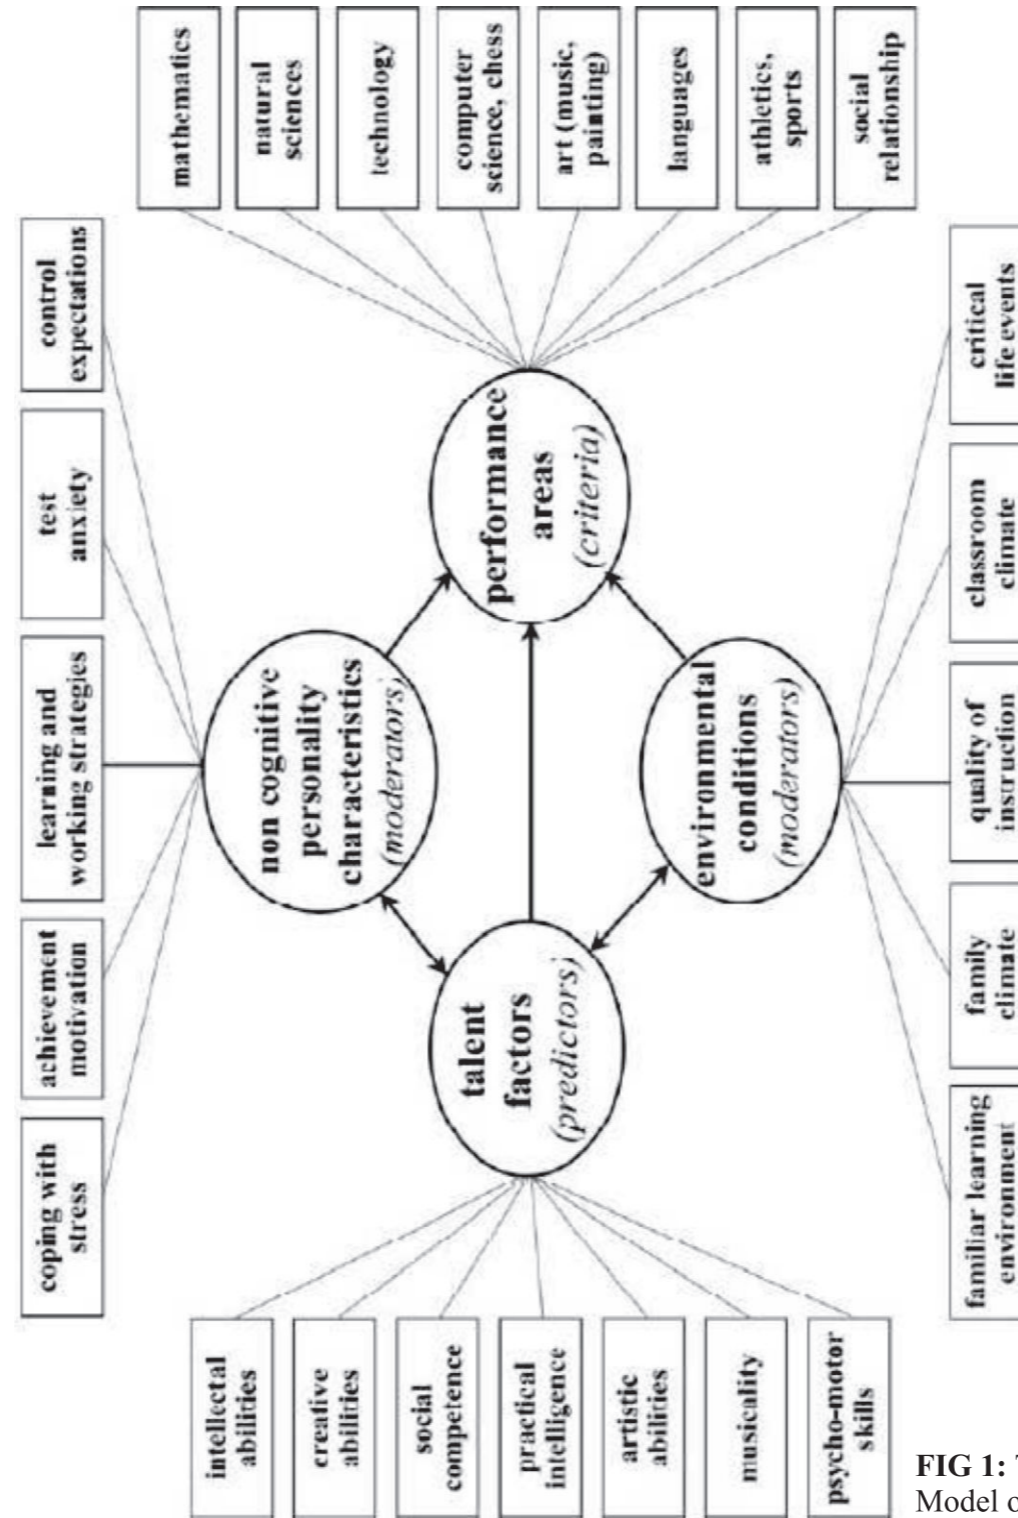 coping with
stress
achievement
motivation
learning and
working strategies
test
anxiety
control
expectations
non cognitive
personality
characteristics
(moderators)
intellectal
abilities
creative
abilities
social
competence
practical
intelligence
artistic
abilities
musicality
psycho-motor
skills
talent
factors
(predictors)
performance
areas
(criteria)
mathematics
natural
sciences
technology
computer
science, chess
art (music,
painting)
languages
athletics,
sports
social
relationship
environmental
conditions
(moderators)
familiar learning
environment
family
climate
quality of
instruction
classroom
climate
critical
life events
FIG 1:
Model